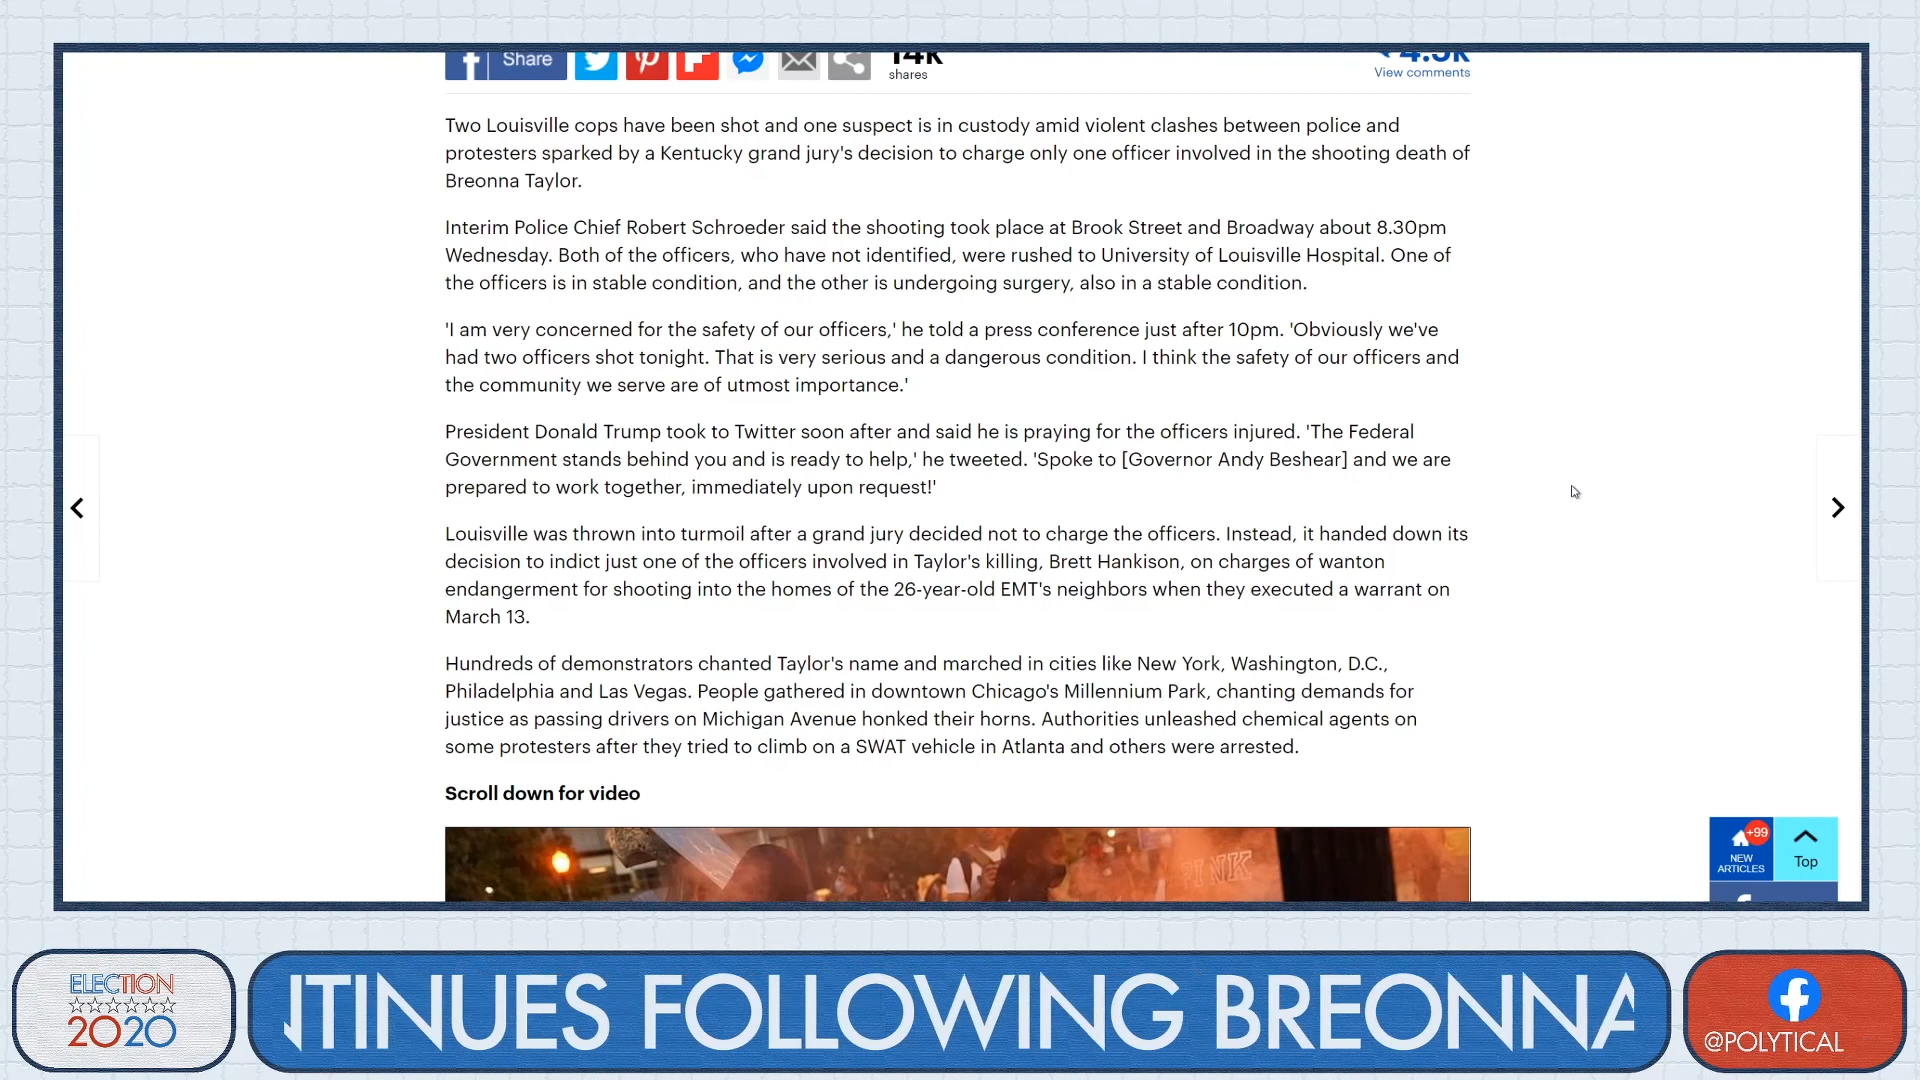 Share
14K
shares
4.5k
View comments
Two Louisville cops have been shot and one suspect is in custody amid violent clashes between police and
protesters sparked by a Kentucky grand jury's decision to charge only one officer involved in the shooting death of
Breonna Taylor.
Interim Police Chief Robert Schroeder said the shooting took place at Brook Street and Broadway about 8.30pm
Wednesday. Both of the officers, who have not identified, were rushed to University of Louisville Hospital. One of
the officers is in stable condition, and the other is undergoing surgery, also in a stable condition.
'I am very concerned for the safety of our officers,' he told a press conference just after 10pm. 'Obviously we've
had two officers shot tonight. That is very serious and a dangerous condition. I think the safety of our officers and
the community we serve are of utmost importance.'
President Donald Trump took to Twitter soon after and said he is praying for the officers injured. 'The Federal
Government stands behind you and is ready to help,' he tweeted. 'Spoke to [Governor Andy Beshear] and we are
prepared to work together, immediately upon request!'
Louisville was thrown into turmoil after a grand jury decided not to charge the officers. Instead, it handed down its
decision to indict just one of the officers involved in Taylor's killing, Brett Hankison, on charges of wanton
endangerment for shooting into the homes of the 26-year-old EMT's neighbors when they executed a warrant on
March 13.
Hundreds of demonstrators chanted Taylor's name and marched in cities like New York, Washington, D.C.,
Philadelphia and Las Vegas. People gathered in downtown Chicago's Millennium Park, chanting demands for
justice as passing drivers on Michigan Avenue honked their horns. Authorities unleashed chemical agents on
some protesters after they tried to climb on a SWAT vehicle in Atlanta and others were arrested.
Scroll down for video
PINK
+99
NEW
ARTICLES
Top
ELECTION
2020
NTINUES FOLLOWING BREONNA
@POLYTICAL